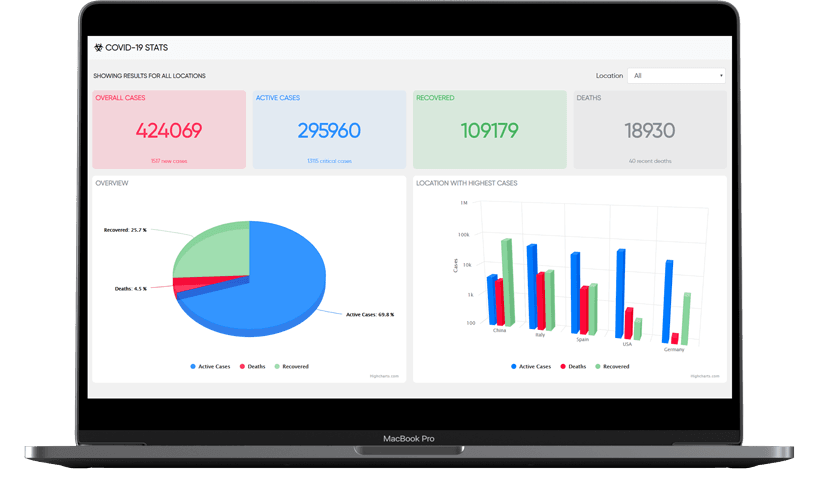 COVID-19 STATS
SHOWING RESULTS FOR ALL LOCATIONS
Location
All
OVERALL CASES
424069
ACTIVE CASES
295960
RECOVERED
109179
DEATHS
18930
1137 new cases
13115 critical cases
40 recent deaths
OVERVIEW
Recovered: 25.7 %
Deaths: 4.5 %
Active Cases: 69.8 %
Active Cases
Deaths
Recovered
Highcharts.com
LOCATION WITH HIGHEST CASES
Cases
1M
100k
10k
1k
100
China
Italy
Spain
USA
Germany
Active Cases
Deaths
Recovered
Highcharts.com
MacBook Pro